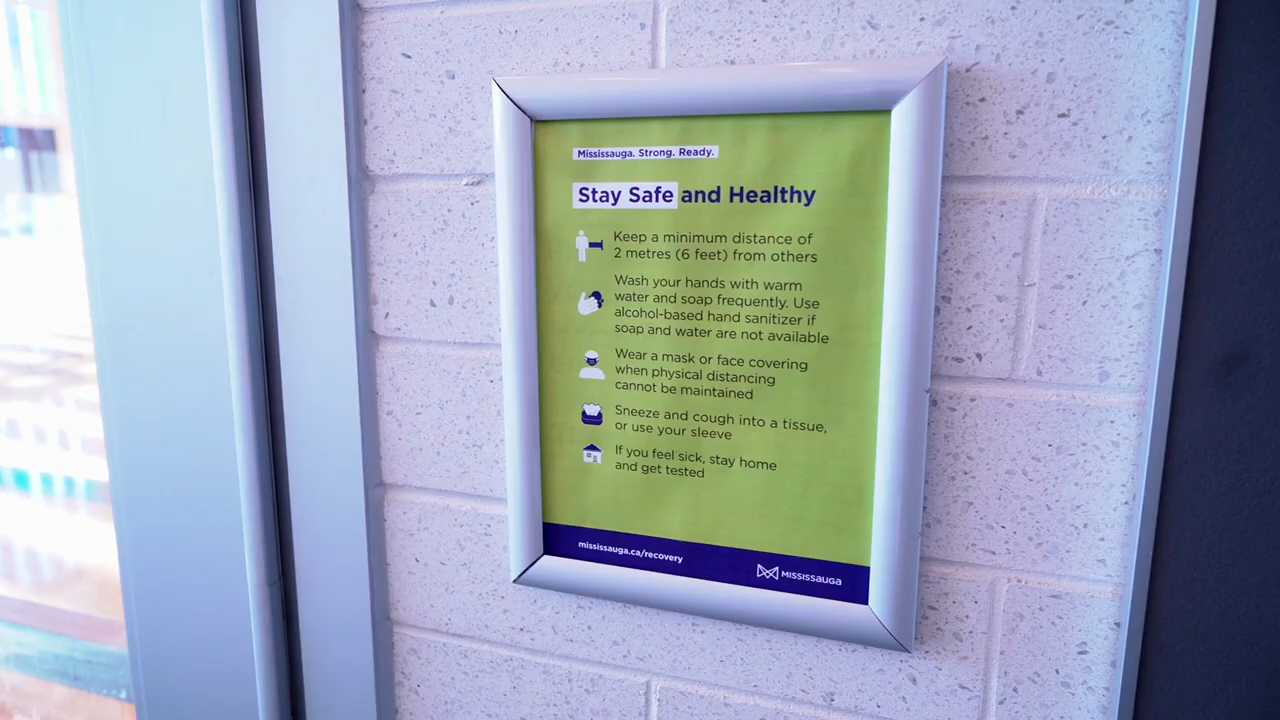 Mississauga. Strong. Ready.
Stay Safe and Healthy
Keep a minimum distance of
2 metres (6 feet) from others
Wash your hands with warm
water and soap frequently. Use
alcohol-based hand sanitizer if
soap and water are not available
Wear a mask or face covering
when physical distancing
cannot be maintained
Sneeze and cough into a tissue,
or use your sleeve
If you feel sick, stay home
and get tested
mississauga.ca/recovery
MISSISSAUGA